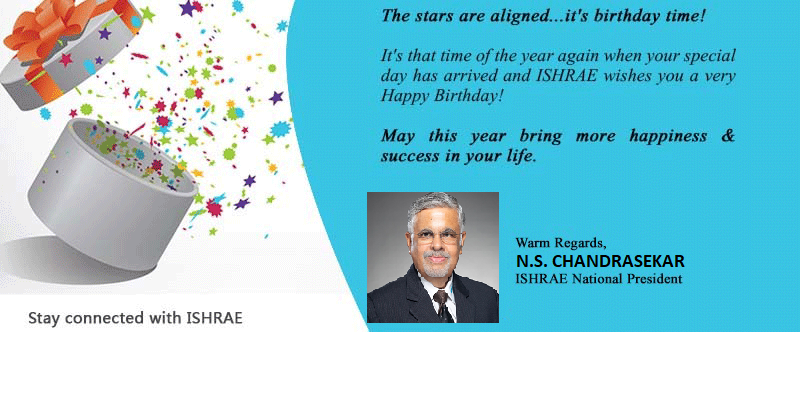 The stars are aligned...it's birthday time!
It's that time of the year again when your special
day has arrived and ISHRAE wishes you a very
Happy Birthday!
May this year bring more happiness &
success in your life.
Warm Regards,
N.S. CHANDRASEKAR
ISHRAE National President
Stay connected with ISHRAE